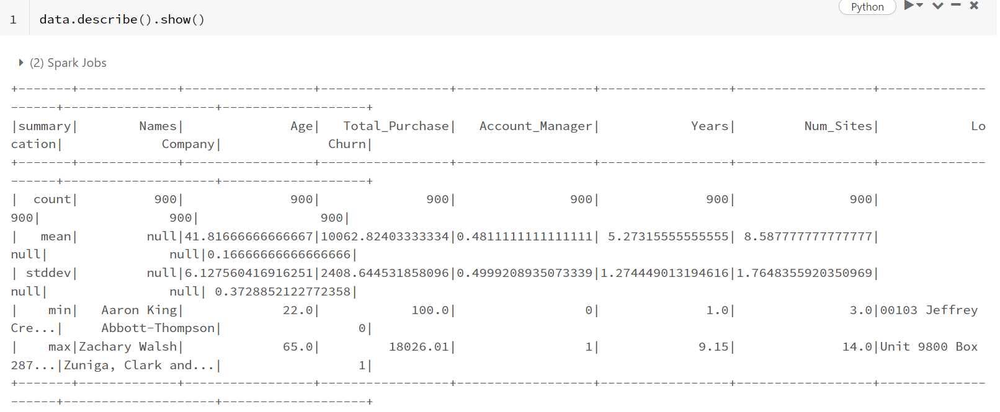 Python
1 data.describe().show()
(2) Spark Jobs
+-------+-------------+-----------------+-----------------+------------------+-----------------+------------------+--------------
------+--------------------+-------------------+
|summary|        Names|              Age|   Total_Purchase|   Account_Manager|            Years|         Num_Sites|            Lo
cation|             Company|              Churn|
+-------+-------------+-----------------+-----------------+------------------+-----------------+------------------+--------------
------+--------------------+-------------------+
|  count|          900|              900|              900|               900|              900|               900|
900|                 900|                900|
|   mean|         null|41.81666666666667|10062.82403333334|0.4811111111111111| 5.27315555555555| 8.587777777777777|
null|                null|0.16666666666666666|
| stddev|         null|6.127560416916251|2408.644531858096|0.4999208935073339|1.274449013194616|1.7648355920350969|
null|                null| 0.3728852122772358|
|    min|   Aaron King|             22.0|            100.0|                 0|              1.0|               3.0|00103 Jeffrey
Cre...|     Abbott-Thompson|                  0|
|    max|Zachary Walsh|             65.0|         18026.01|                 1|             9.15|              14.0|Unit 9800 Box
287...|Zuniga, Clark and...|                  1|
+-------+-------------+-----------------+-----------------+------------------+-----------------+------------------+--------------
------+--------------------+-------------------+